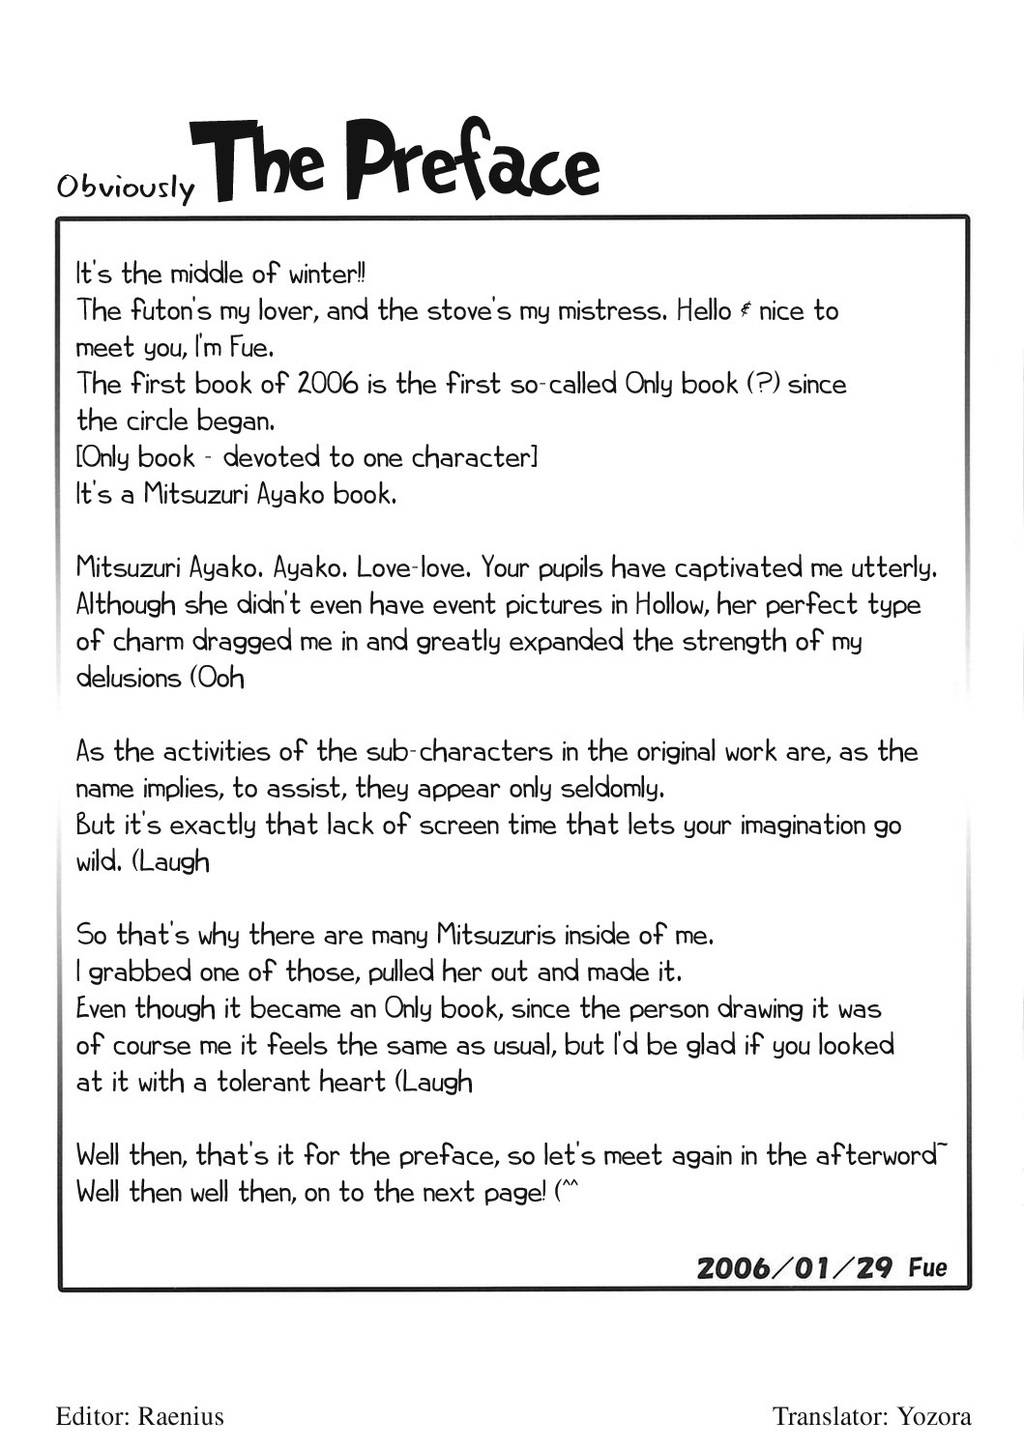 Obviously The Preface
It's the middle of winter!!
The futon's my lover, and the stove's my mistress. Hello & nice to
meet you, I'm Fue.
The first book of 2006 is the first so-called Only book (?) since
the circle began.
[Only book - devoted to one character]
It's a Mitsuzuri Ayako book.
Mitsuzuri Ayako. Ayako. Love-love. Your pupils have captivated me utterly.
Although she didn't even have event pictures in Hollow, her perfect type
of charm dragged me in and greatly expanded the strength of my
delusions (Ooh
As the activities of the sub-characters in the original work are, as the
name implies, to assist, they appear only seldomly.
But it's exactly that lack of screen time that lets your imagination go
wild. (Laugh
So that's why there are many Mitsuzuris inside of me.
I grabbed one of those, pulled her out and made it.
Even though it became an Only book, since the person drawing it was
of course me it feels the same as usual, but I'd be glad if you looked
at it with a tolerant heart (Laugh
Well then, that's it for the preface, so let's meet again in the afterword~
Well then well then, on to the next page! (^^
2006/01/29 Fue
Editor: Raenius
Translator: Yozora